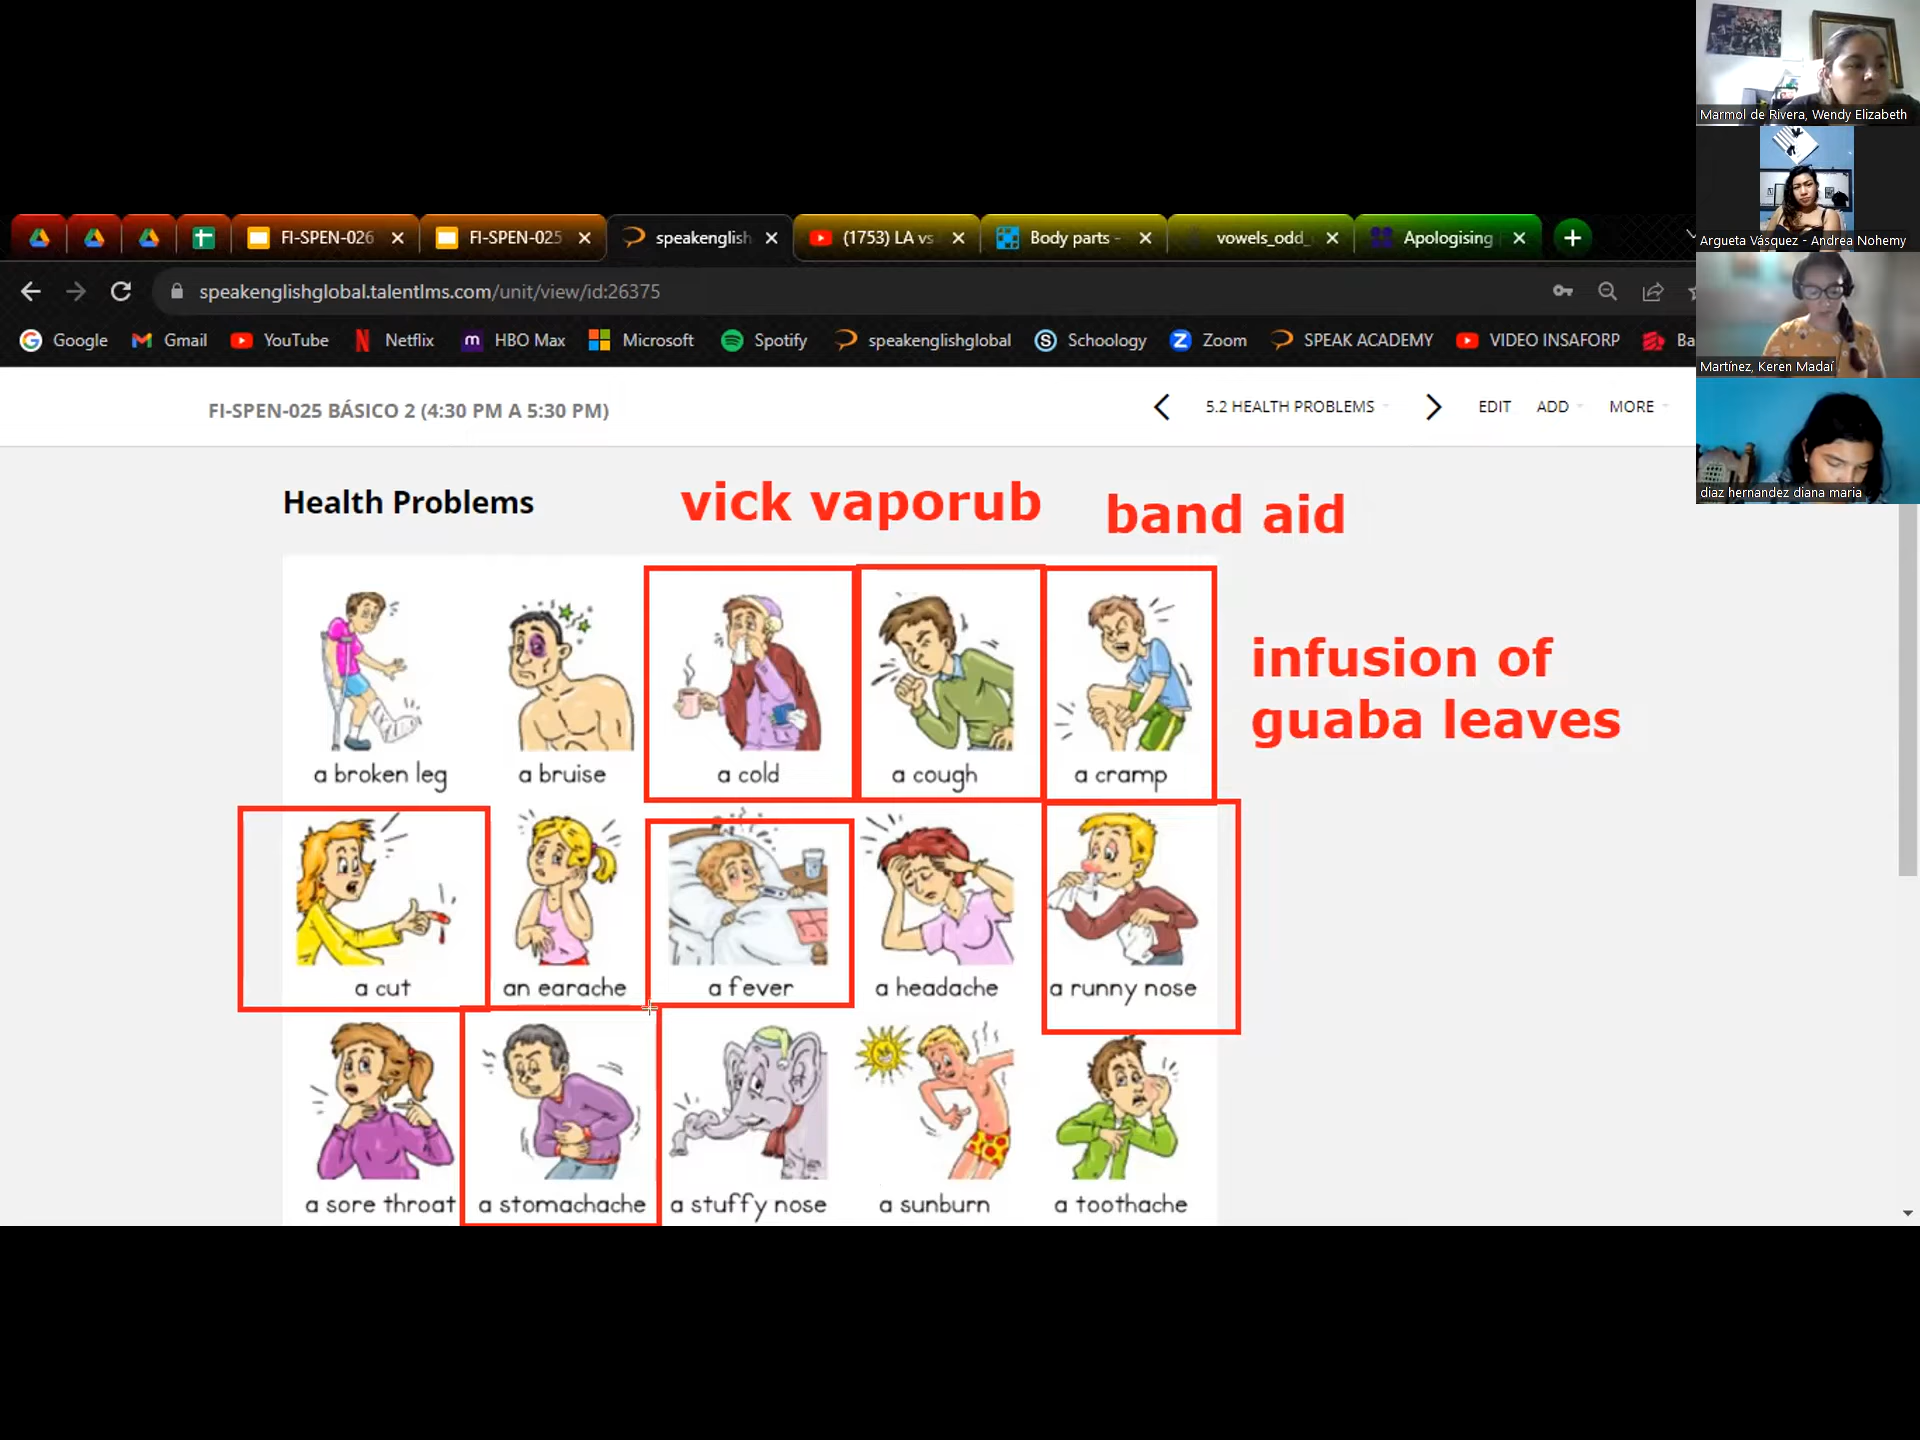 Marmol de Rivera, Wendy Elizabeth
Argueta Vásquez - Andrea Nohemy
Martínez, Keren Madaí
diaz hernandez diana maria
FI-SPEN-026
FI-SPEN-025
speakenglish
(1753) LA vs
Body parts -
vowels_odd_
Apologising
speakenglishglobal.talentlms.com/unit/view/id:26375
Google Gmail YouTube Netflix HBO Max Microsoft Spotify speakenglishglobal Schoology Zoom SPEAK ACADEMY VIDEO INSAFORP Ba
FI-SPEN-025 BÁSICO 2 (4:30 PM A 5:30 PM)
5.2 HEALTH PROBLEMS EDIT ADD MORE
Health Problems
vick vaporub
band aid
infusion of
guaba leaves
a broken leg a bruise a cold a cough a cramp
a cut an earache a fever a headache a runny nose
a sore throat a stomachache a stuffy nose a sunburn a toothache